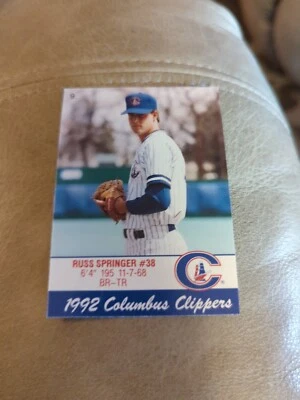 RUSS SPRINGER #38
6'4" 195 11-7-68
BR-TR
1992 Columbus Clippers